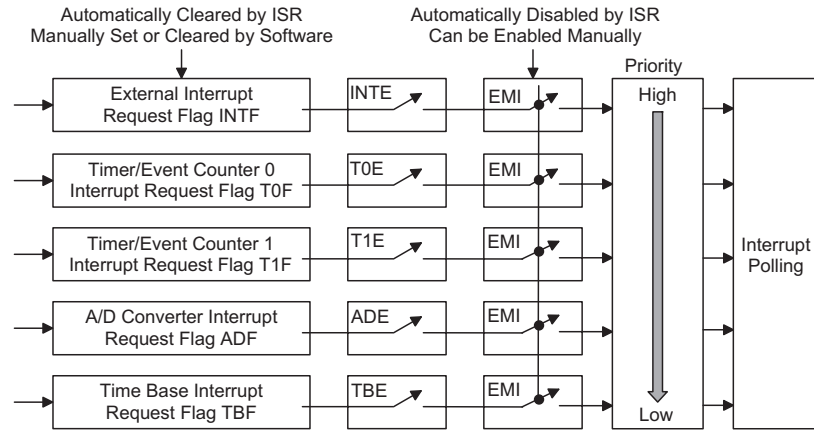 Automatically Cleared by ISR
Manually Set or Cleared by Software
Automatically Disabled by ISR
Can be Enabled Manually
Priority
External Interrupt
Request Flag INTF
INTE
EMI
High
Timer/Event Counter 0
Interrupt Request Flag T0F
T0E
EMI
Timer/Event Counter 1
Interrupt Request Flag T1F
T1E
EMI
Interrupt
Polling
A/D Converter Interrupt
Request Flag ADF
ADE
EMI
Time Base Interrupt
Request Flag TBF
TBE
EMI
Low